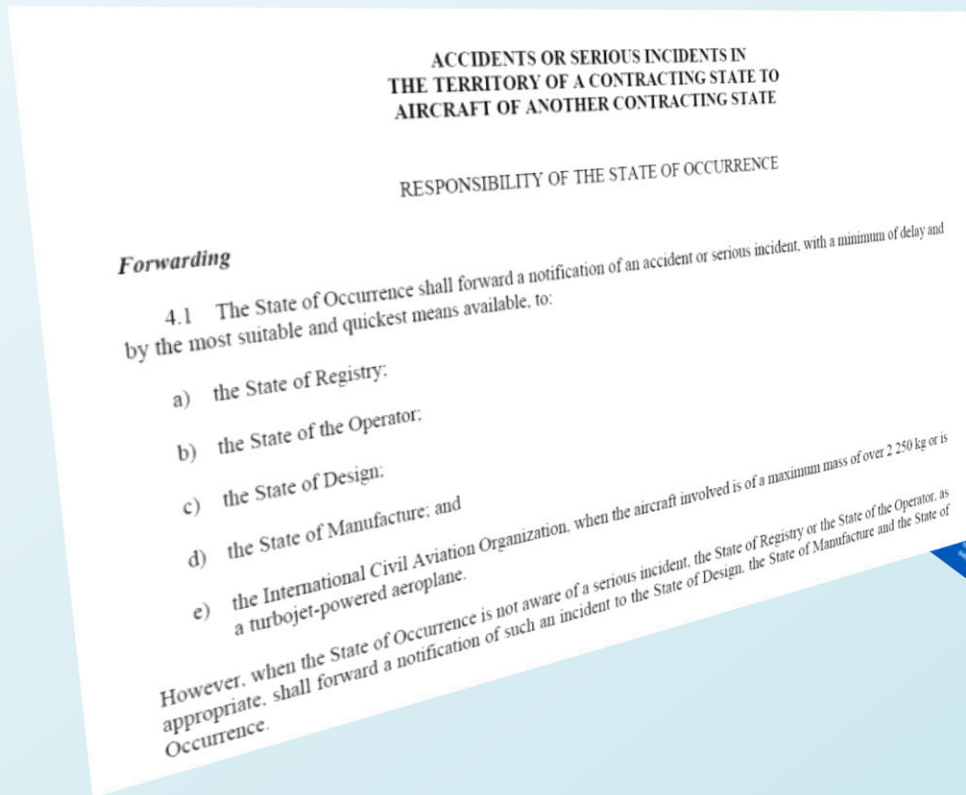 ACCIDENTS OR SERIOUS INCIDENTS IN
THE TERRITORY OF A CONTRACTING STATE TO
AIRCRAFT OF ANOTHER CONTRACTING STATE
RESPONSIBILITY OF THE STATE OF OCCURRENCE
Forwarding
4.1 The State of Occurrence shall forward a notification of an accident or serious incident, with a minimum of delay and
by the most suitable and quickest means available, to:
a) the State of Registry;
b) the State of the Operator;
c) the State of Design;
d) the State of Manufacture; and
e) the International Civil Aviation Organization, when the aircraft involved is of a maximum mass of over 2 250 kg or is
a turbojet-powered aeroplane.
However, when the State of Occurrence is not aware of a serious incident, the State of Registry or the State of the Operator, as
appropriate, shall forward a notification of such an incident to the State of Design, the State of Manufacture and the State of
Occurrence.